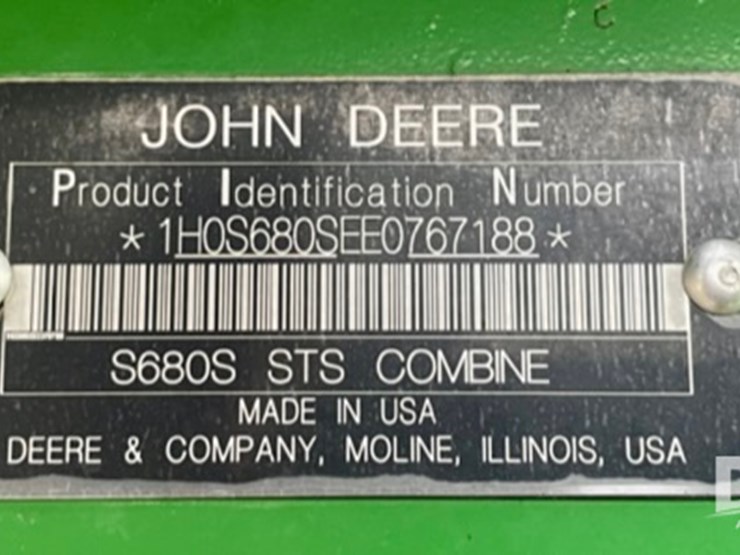 JOHN DEERE
Product Identification Number
*1H0S680SEE0767188*
S680S STS COMBINE
MADE IN USA
DEERE & COMPANY, MOLINE, ILLINOIS, USA